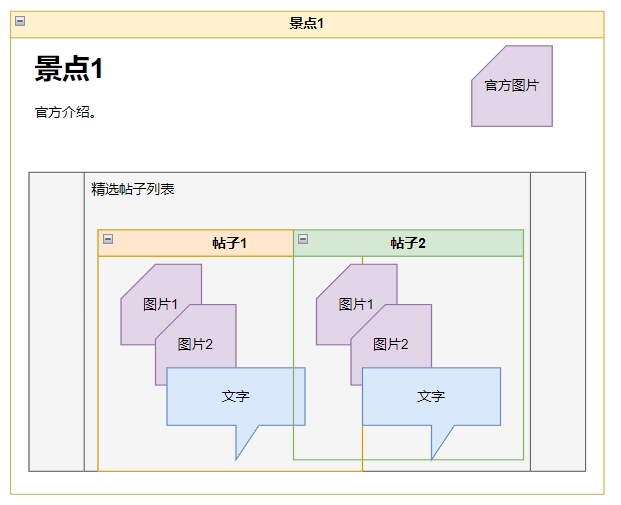 景点1
景点1
官方介绍。
官方图片
精选帖子列表
帖子1
帖子2
图片1
图片2
文字
图片1
图片2
文字